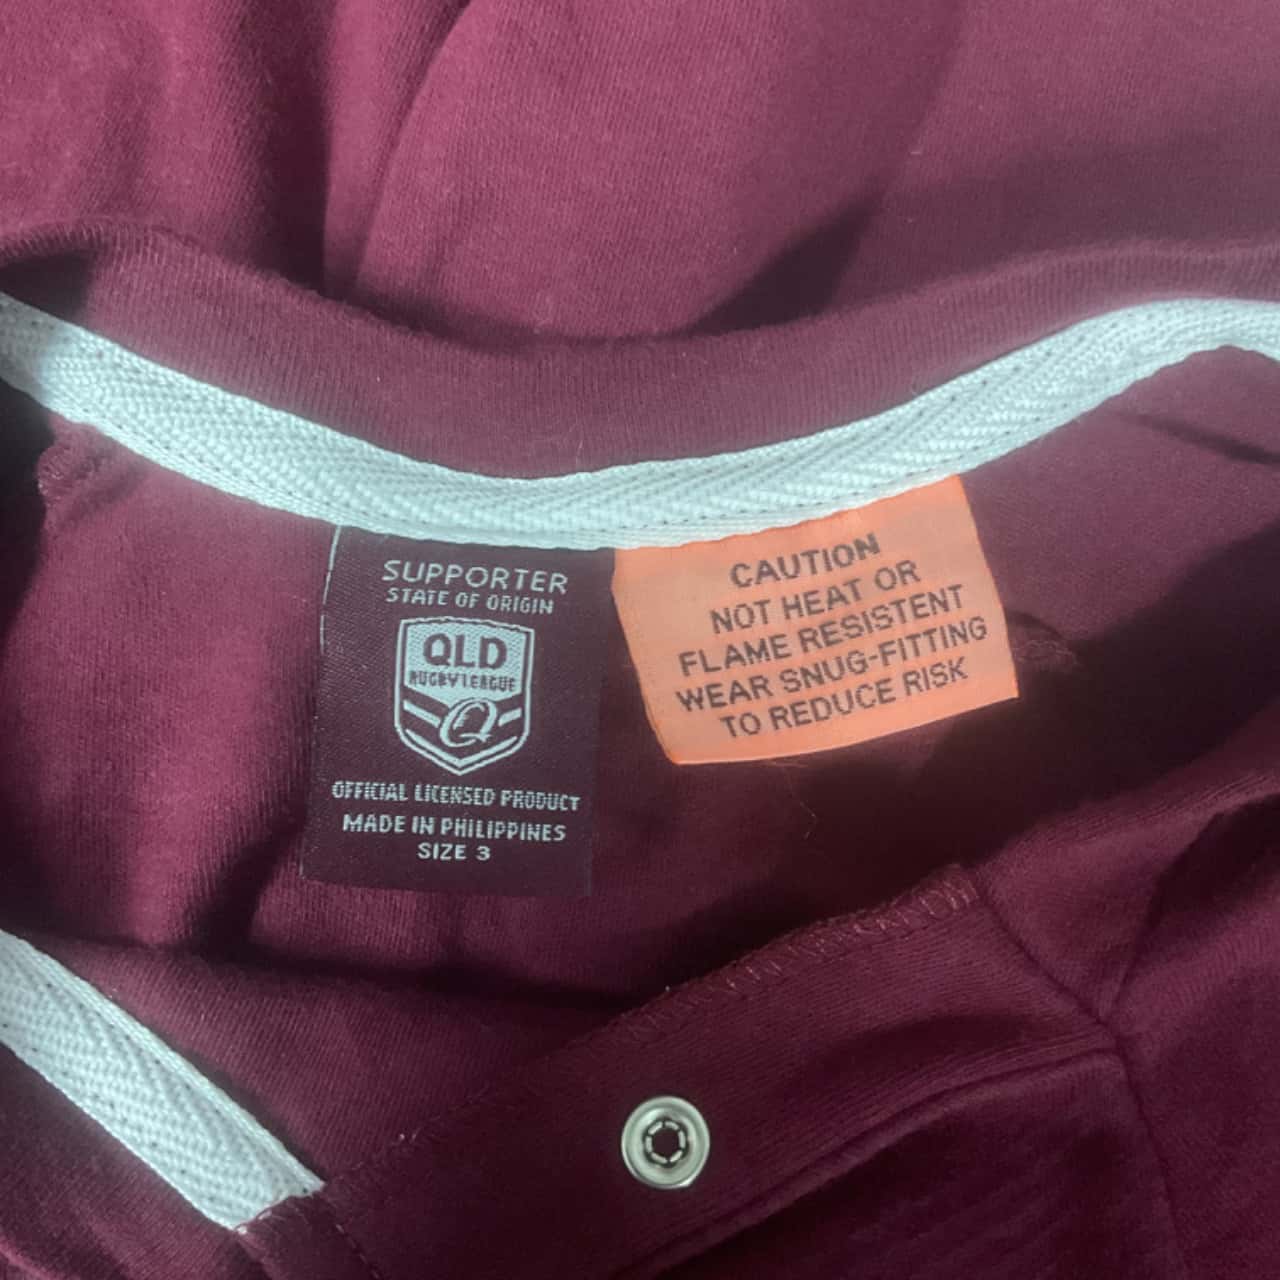 SUPPORTER
STATE OF ORIGIN
QLD
RUGBY LEAGUE
Q
OFFICIAL LICENSED PRODUCT
MADE IN PHILIPPINES
SIZE 3
CAUTION
NOT HEAT OR
FLAME RESISTENT
WEAR SNUG-FITTING
TO REDUCE RISK